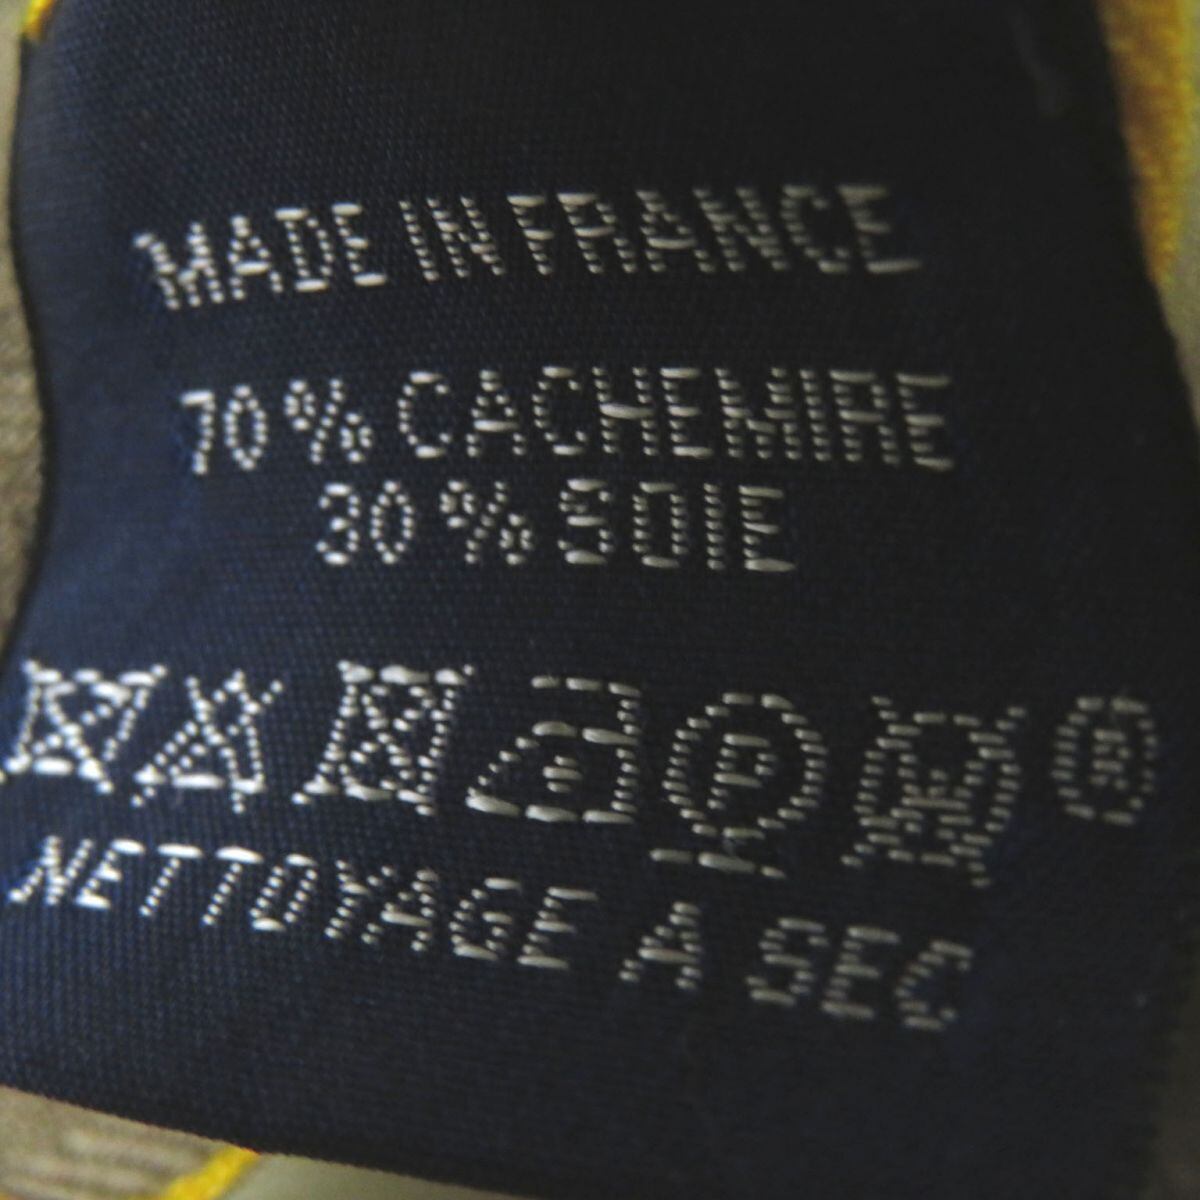 MADE IN FRANCE
70% CACHEMIRE
30% SOIE
P ®
NETTOYAGE A SEC